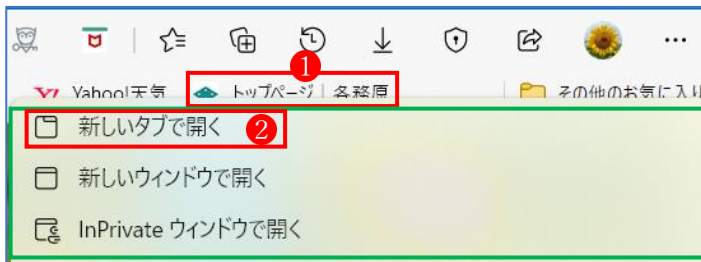 1
Yahoo!天気 トップページ | 各務原 その他のお気に入り
新しいタブで開く 2
新しいウィンドウで開く
InPrivate ウィンドウで開く